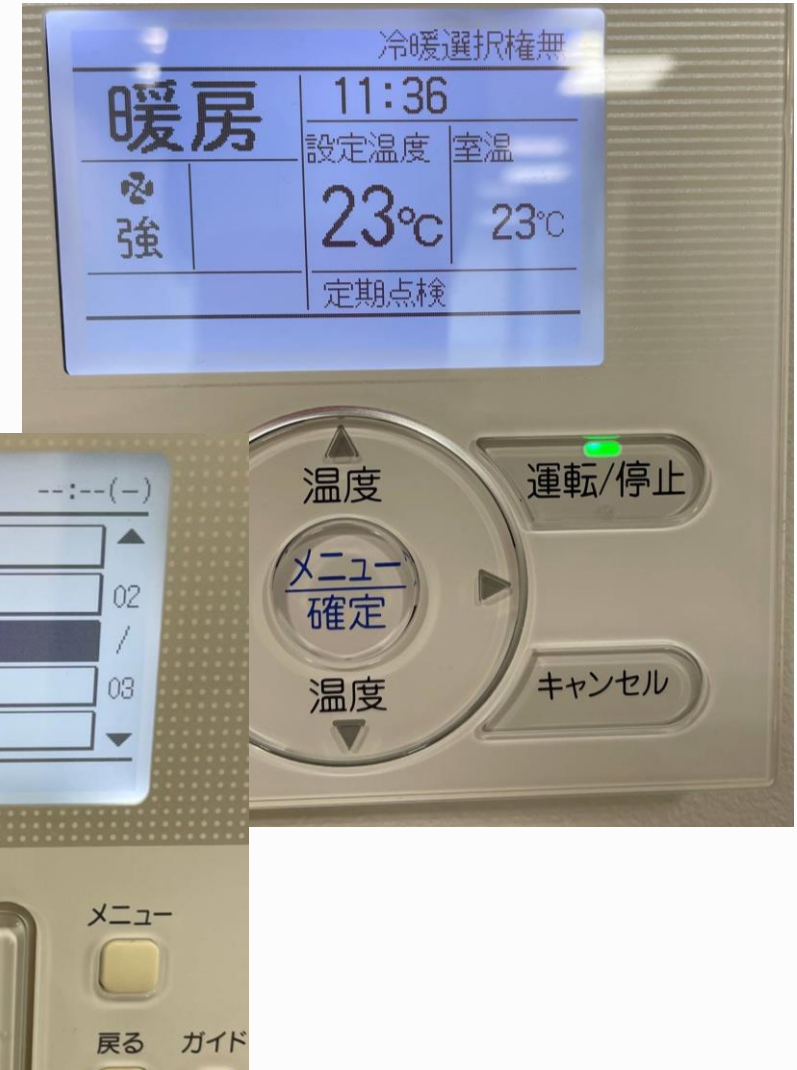 冷暖選択権無
暖房
11:36
設定温度
室温
強
23℃
23℃
定期点検
温度
運転/停止
メニュー
確定
温度
キャンセル
--:--(-)
02
/
03
メニュー
戻る
ガイド